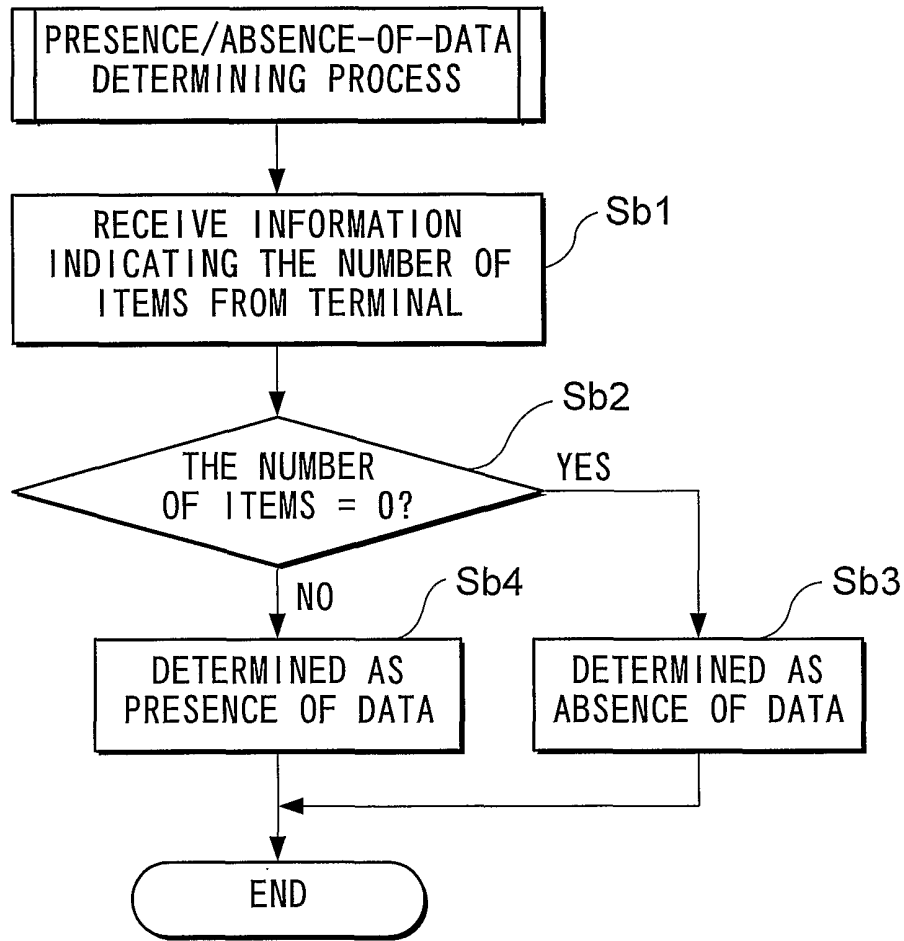 PRESENCE/ABSENCE-OF-DATA
DETERMINING PROCESS
RECEIVE INFORMATION
INDICATING THE NUMBER OF
ITEMS FROM TERMINAL
Sb1
THE NUMBER
OF ITEMS = 0?
Sb2
YES
NO
Sb4
Sb3
DETERMINED AS
PRESENCE OF DATA
DETERMINED AS
ABSENCE OF DATA
END